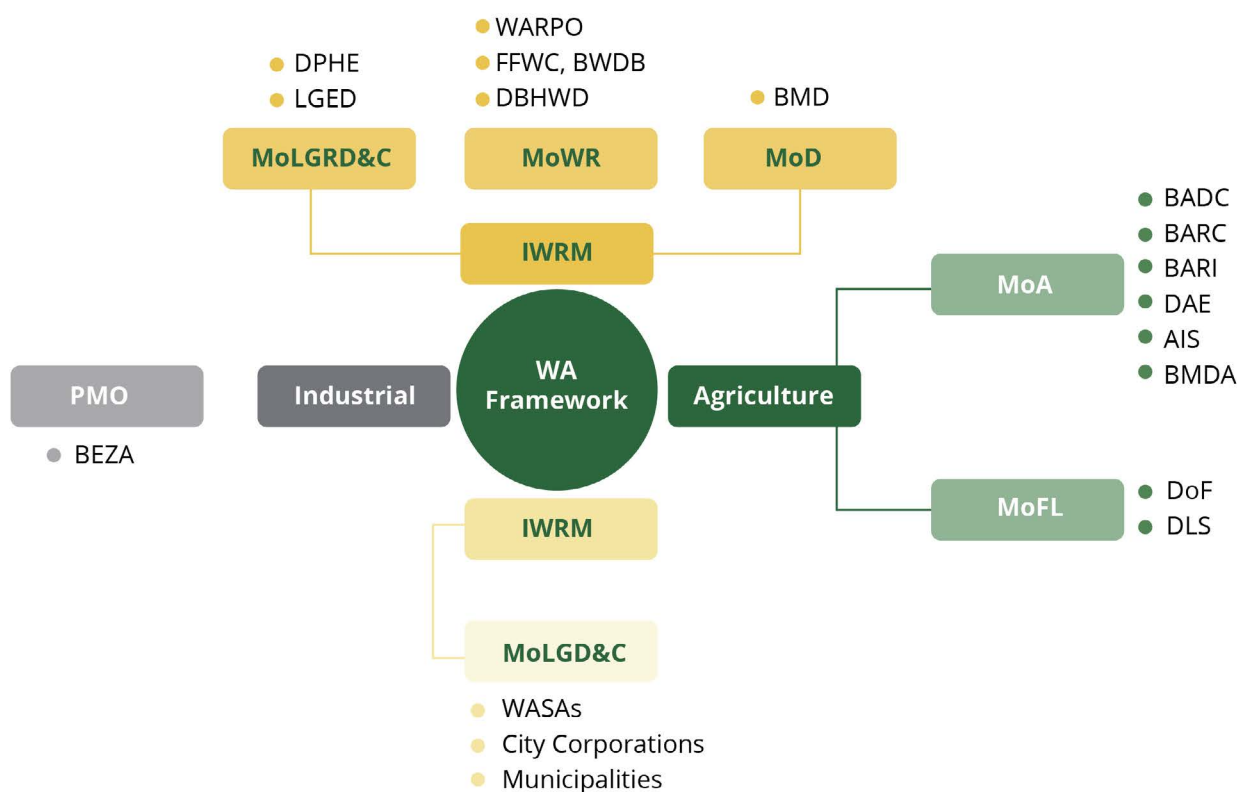 WARPO
FFWC, BWDB
DBHWD
DPHE
LGED
BMD
MoLGRD&C
MoWR
MoD
IWRM
BADC
BARC
BARI
DAE
AIS
BMDA
MoA
PMO
BEZA
Industrial
WA
Framework
Agriculture
MoFL
DoF
DLS
IWRM
MoLGD&C
WASAs
City Corporations
Municipalities